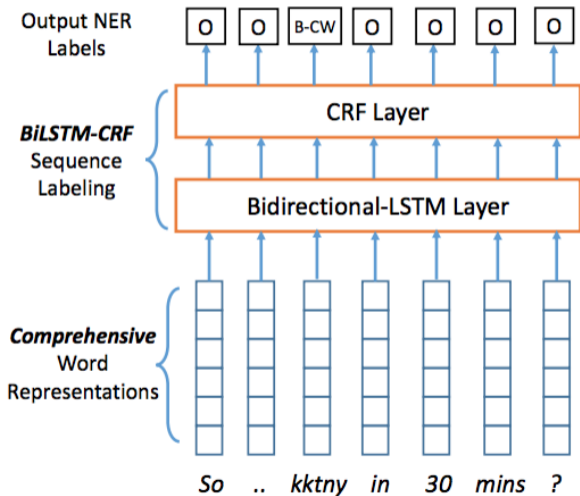 Output NER
Labels
O O B-CW O O O O
CRF Layer
BiLSTM-CRF
Sequence
Labeling
Bidirectional-LSTM Layer
Comprehensive
Word
Representations
So .. kktny in 30 mins ?